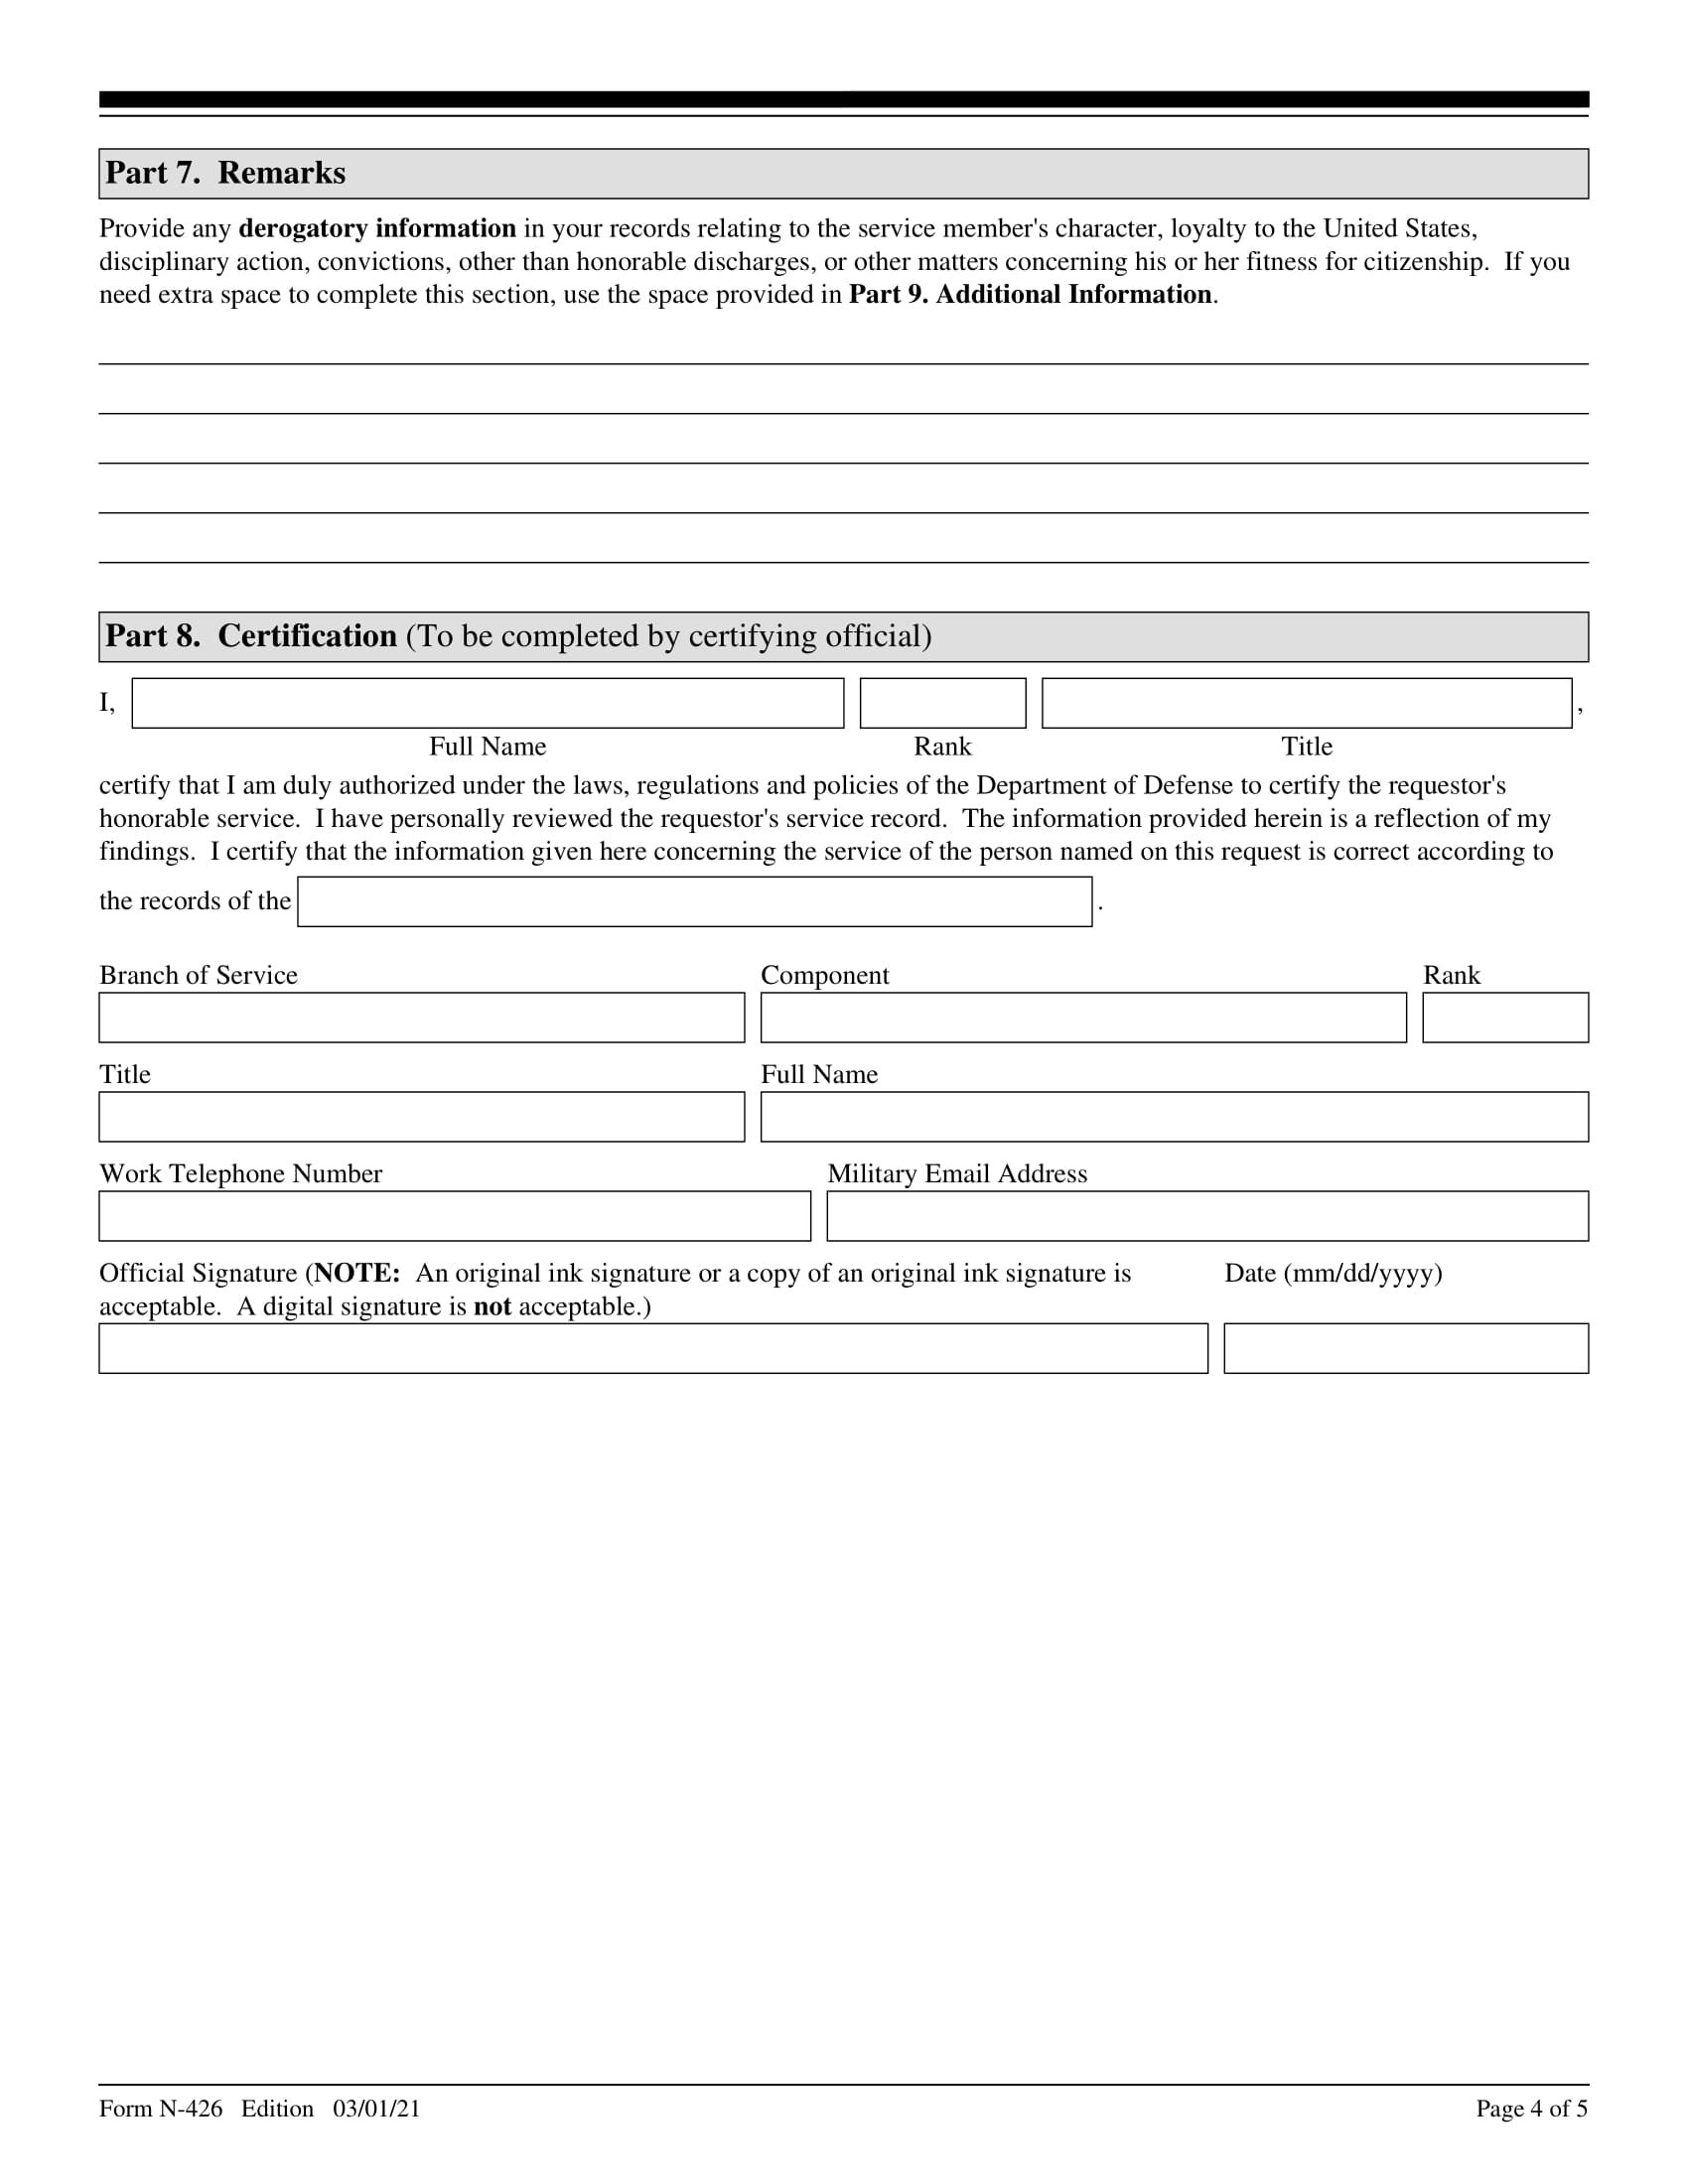 Part 7.  Remarks
Provide any derogatory information in your records relating to the service member's character, loyalty to the United States,
disciplinary action, convictions, other than honorable discharges, or other matters concerning his or her fitness for citizenship.  If you
need extra space to complete this section, use the space provided in Part 9. Additional Information.
Part 8.  Certification (To be completed by certifying official)
I, ,
Full Name Rank Title
certify that I am duly authorized under the laws, regulations and policies of the Department of Defense to certify the requestor's
honorable service.  I have personally reviewed the requestor's service record.  The information provided herein is a reflection of my
findings.  I certify that the information given here concerning the service of the person named on this request is correct according to
the records of the .
Branch of Service Component Rank
Title Full Name
Work Telephone Number Military Email Address
Official Signature (NOTE:  An original ink signature or a copy of an original ink signature is Date (mm/dd/yyyy)
acceptable.  A digital signature is not acceptable.)
Form N-426   Edition   03/01/21 Page 4 of 5